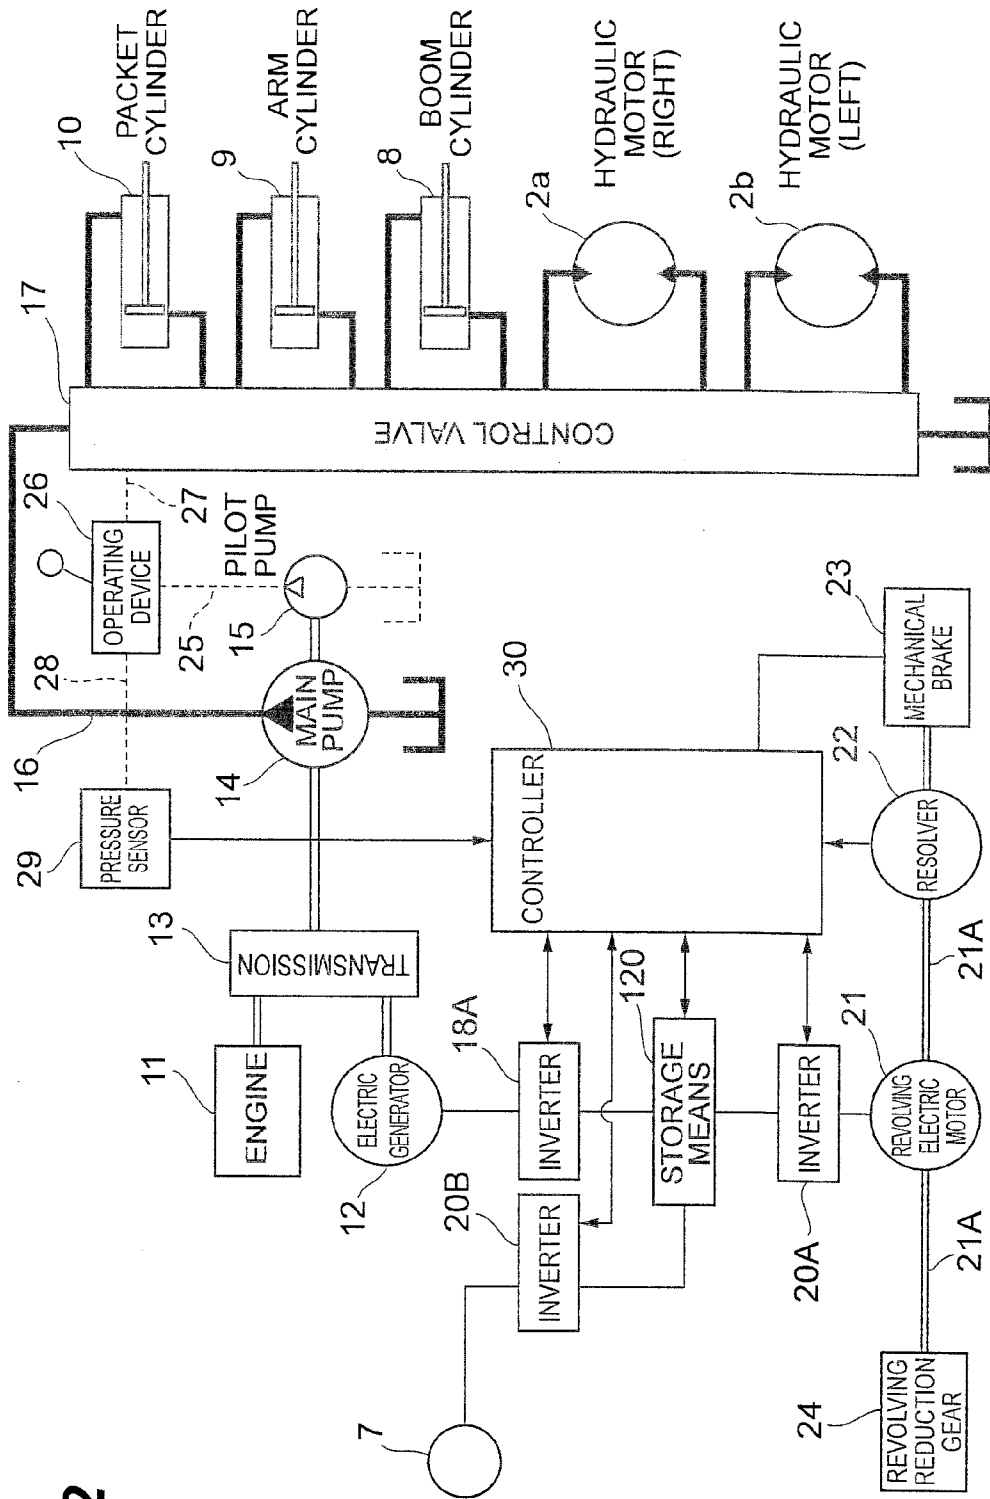 2
7
24
REVOLVING
REDUCTION
GEAR
21A
20A
INVERTER
20B
INVERTER
12
ELECTRIC
GENERATOR
11
ENGINE
18A
INVERTER
120
STORAGE
MEANS
21
REVOLVING
ELECTRIC
MOTOR
21A
13
TRANSMISSION
29
PRESSURE
SENSOR
30
CONTROLLER
22
RESOLVER
23
MECHANICAL
BRAKE
16
28
14
MAIN
PUMP
15
25
PILOT
PUMP
26
OPERATING
DEVICE
27
17
CONTROL VALVE
10
PACKET
CYLINDER
9
ARM
CYLINDER
8
BOOM
CYLINDER
2a
HYDRAULIC
MOTOR
(RIGHT)
2b
HYDRAULIC
MOTOR
(LEFT)